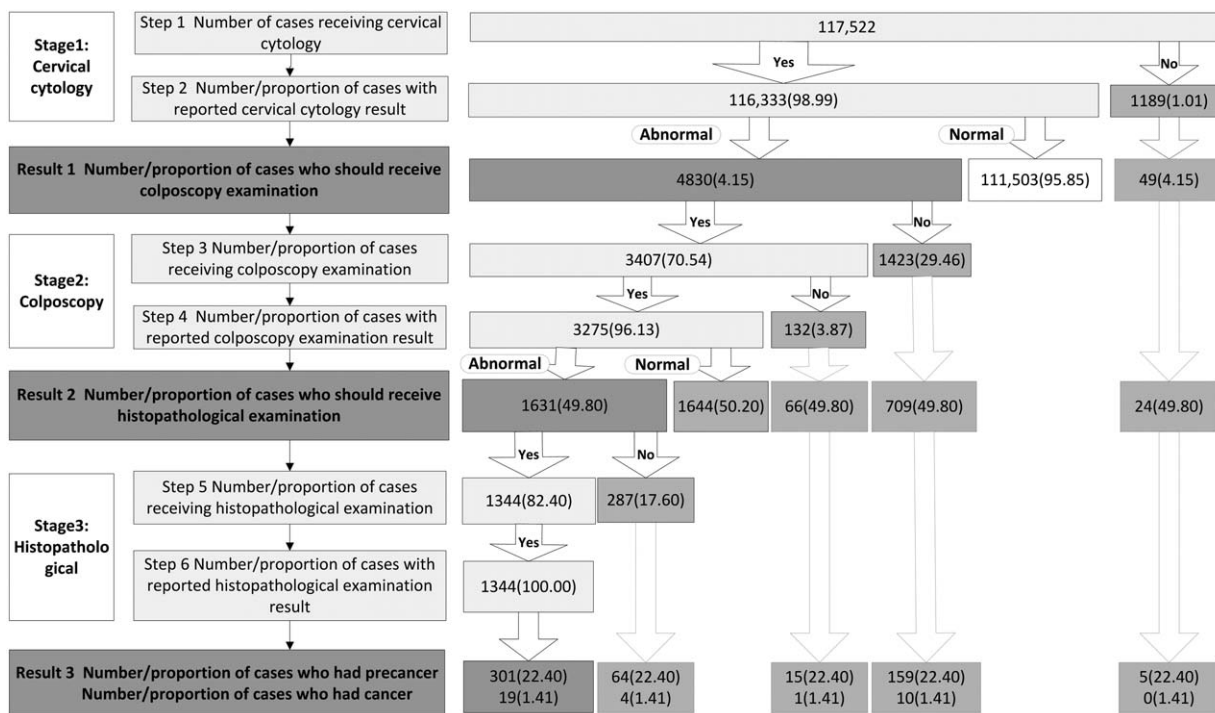 Stage1:
Cervical
cytology
Step 1 Number of cases receiving cervical
cytology
117,522
Yes
No
Step 2 Number/proportion of cases with
reported cervical cytology result
116,333(98.99)
1189(1.01)
Abnormal
Normal
Result 1 Number/proportion of cases who should receive
colposcopy examination
4830(4.15)
111,503(95.85)
49(4.15)
Yes
No
Stage2:
Colposcopy
Step 3 Number/proportion of cases
receiving colposcopy examination
3407(70.54)
1423(29.46)
Yes
No
Step 4 Number/proportion of cases with
reported colposcopy examination result
3275(96.13)
132(3.87)
Abnormal
Normal
Result 2 Number/proportion of cases who should receive
histopathological examination
1631(49.80)
1644(50.20)
66(49.80)
709(49.80)
24(49.80)
Yes
No
Stage3:
Histopatholo
gical
Step 5 Number/proportion of cases
receiving histopathological examination
1344(82.40)
287(17.60)
Yes
Step 6 Number/proportion of cases with
reported histopathological examination
result
1344(100.00)
Result 3 Number/proportion of cases who had precancer
Number/proportion of cases who had cancer
301(22.40)
19(1.41)
64(22.40)
4(1.41)
15(22.40)
1(1.41)
159(22.40)
10(1.41)
5(22.40)
0(1.41)